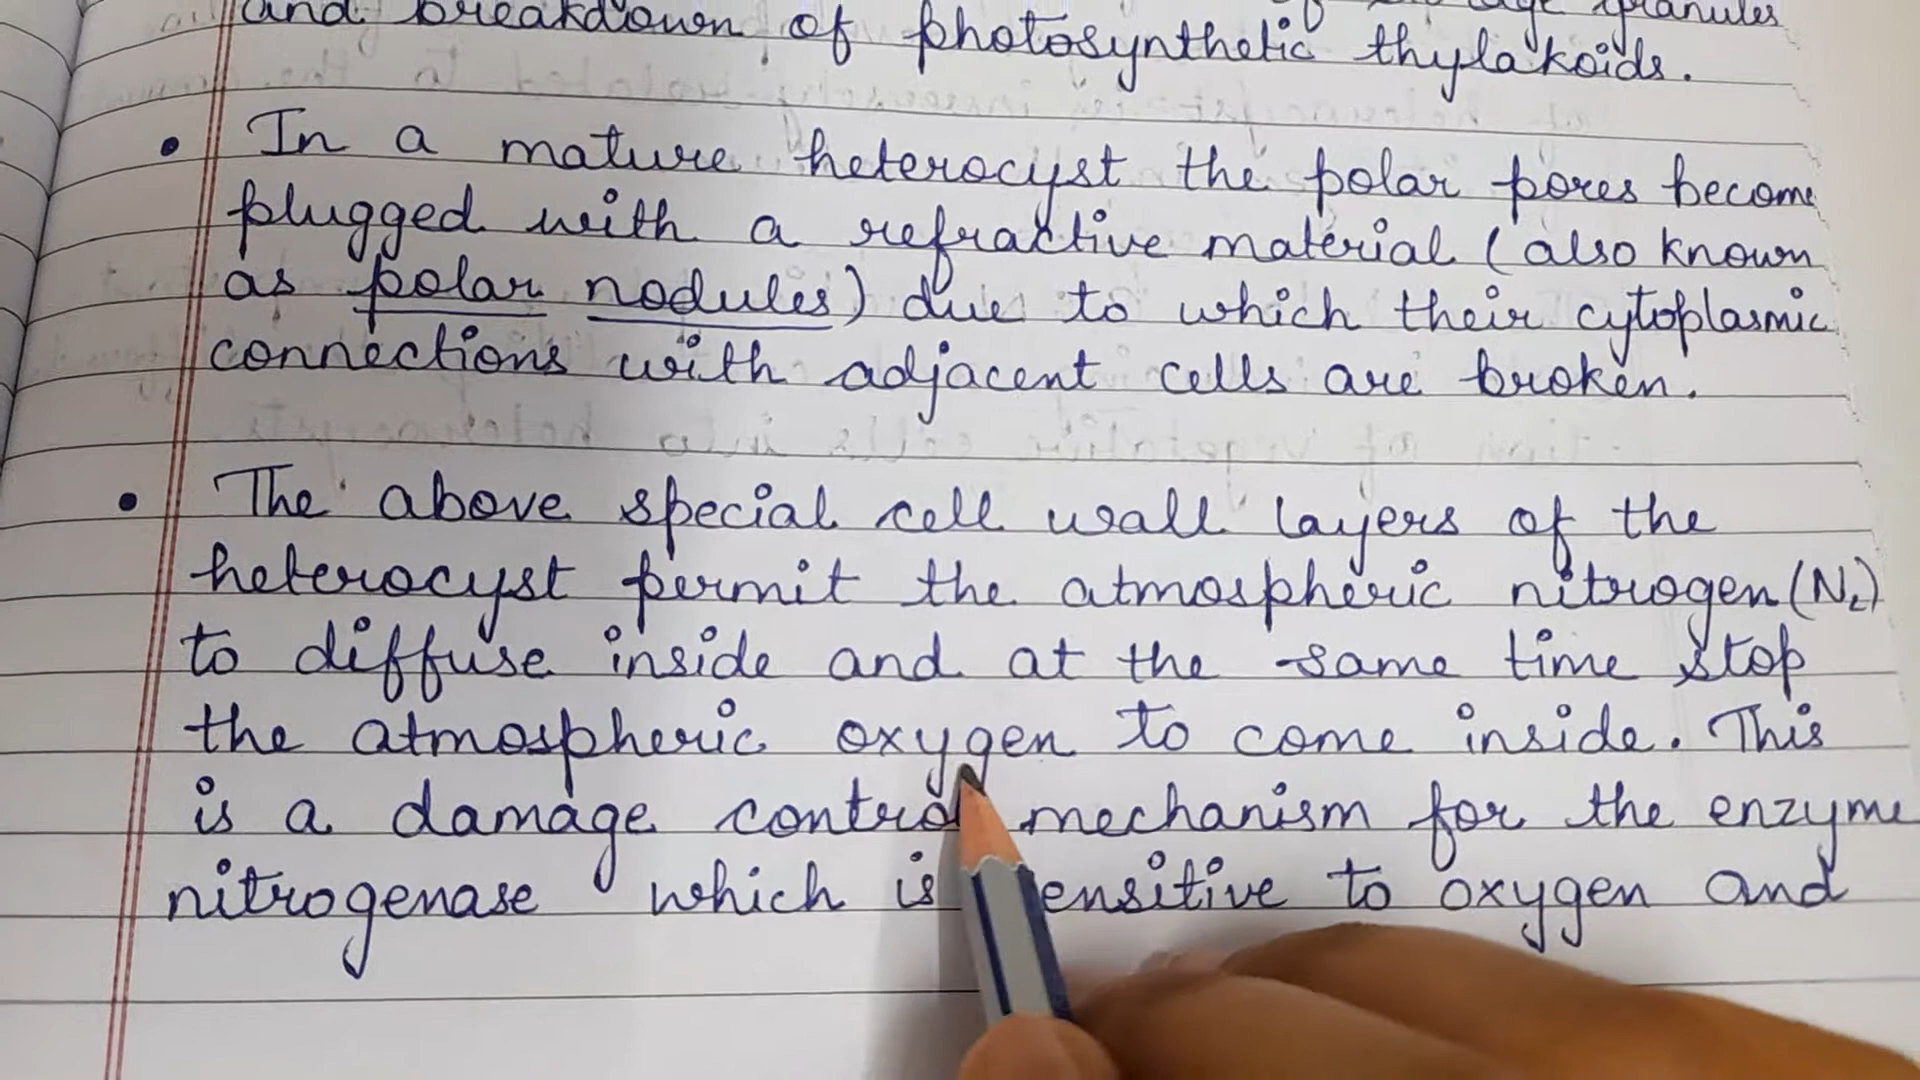 and breakdown of granules
photosynthetic thylakoids.
• In a mature heterocyst the polar pores become
plugged with a refractive material (also known
as polar nodules) due to which their cytoplasmic
connections with adjacent cells are broken.
• The above special cell wall layers of the
heterocyst permit the atmospheric nitrogen (N2)
to diffuse inside and at the same time stop
the atmospheric oxygen to come inside. This
is a damage control mechanism for the enzyme
nitrogenase which is ensitive to oxygen and